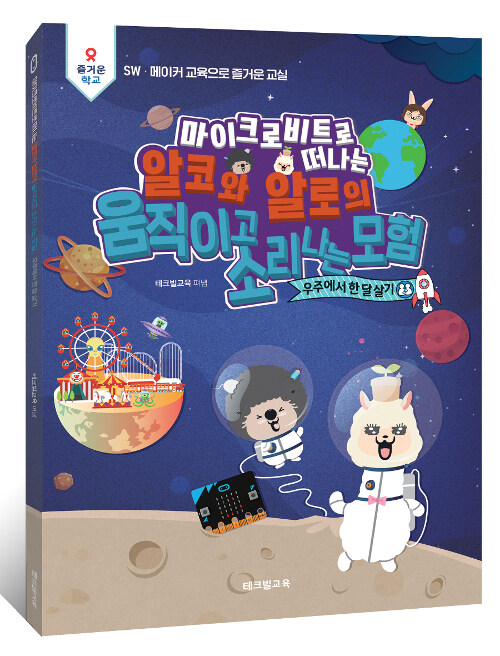 즐거운
학교
SW · 메이커 교육으로 즐거운 교실
마이크로비트로
떠나는
알코와 알로의
움직이고
소리나는 모험
우주에서 한 달 살기
테크빌교육 펴냄
테크빌교육